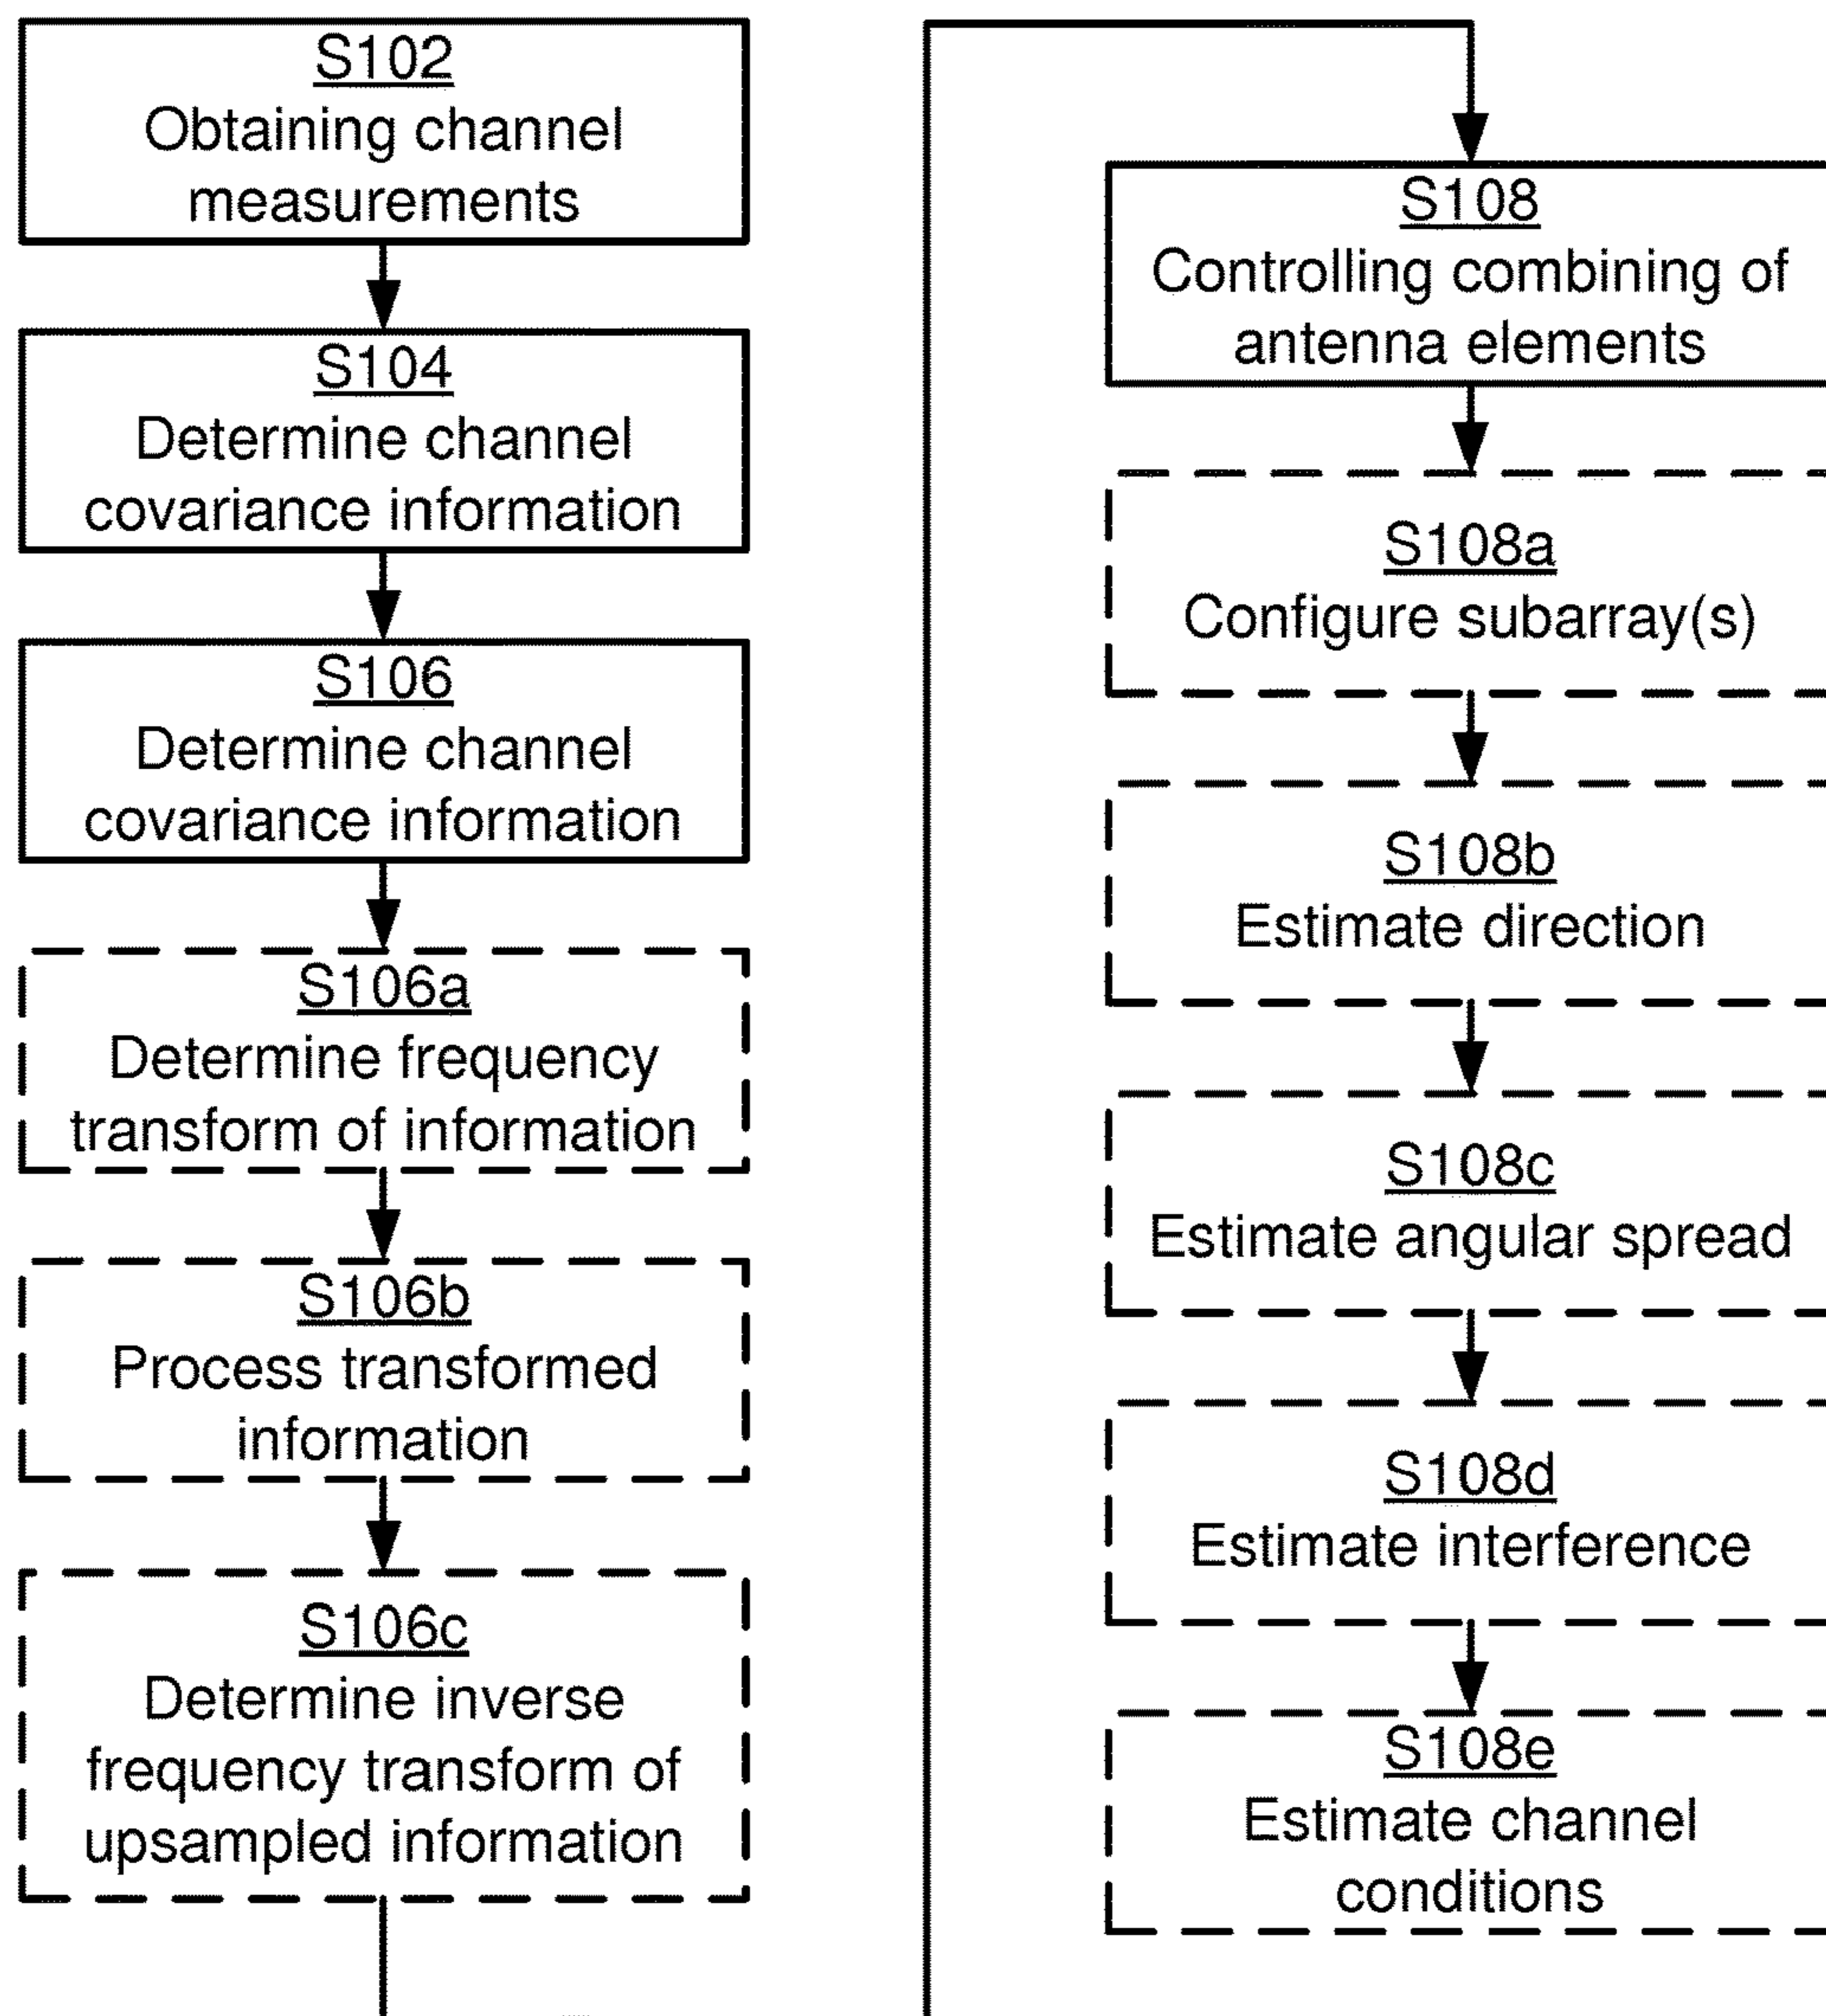 S102
Obtaining channel
measurements
S104
Determine channel
covariance information
S106
Determine channel
covariance information
S106a
Determine frequency
transform of information
S106b
Process transformed
information
S106c
Determine inverse
frequency transform of
upsampled information
S108
Controlling combining of
antenna elements
S108a
Configure subarray(s)
S108b
Estimate direction
S108c
Estimate angular spread
S108d
Estimate interference
S108e
Estimate channel
conditions